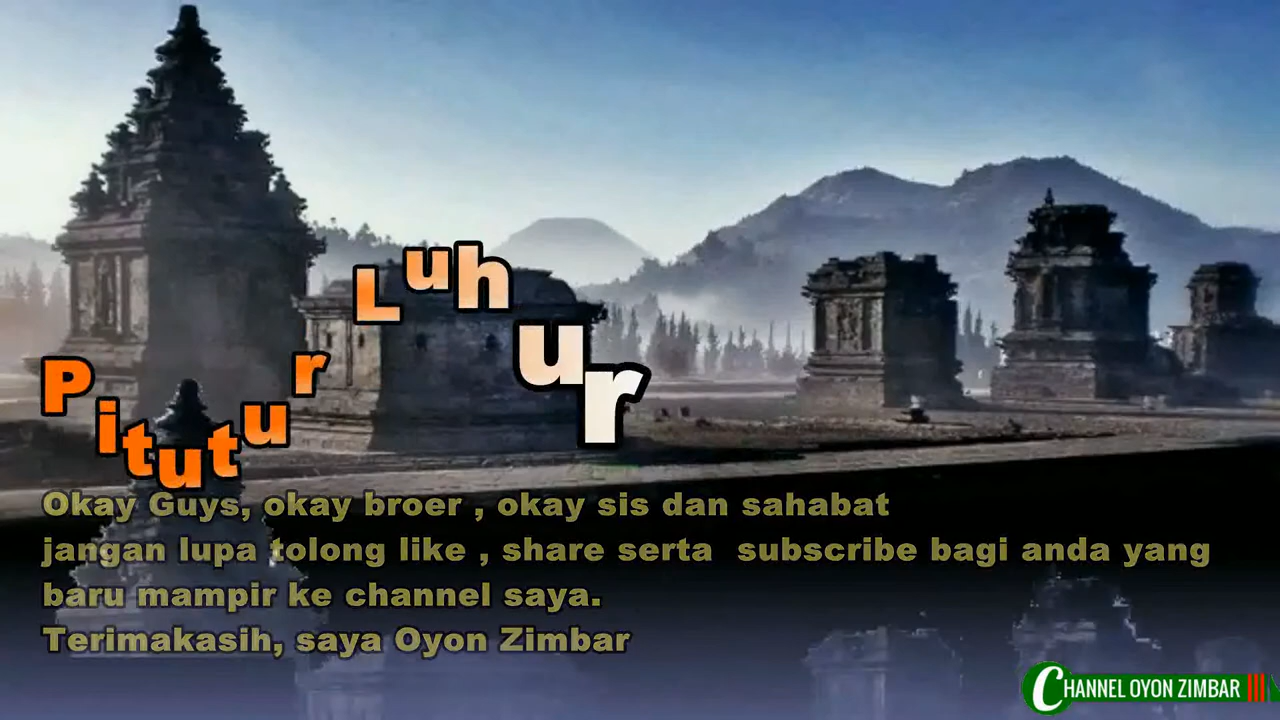 Pitutur Luhur
Okay Guys, okay broer , okay sis dan sahabat
jangan lupa tolong like , share serta subscribe bagi anda yang
baru mampir ke channel saya.
Terimakasih, saya Oyon Zimbar
CHANNEL OYON ZIMBAR